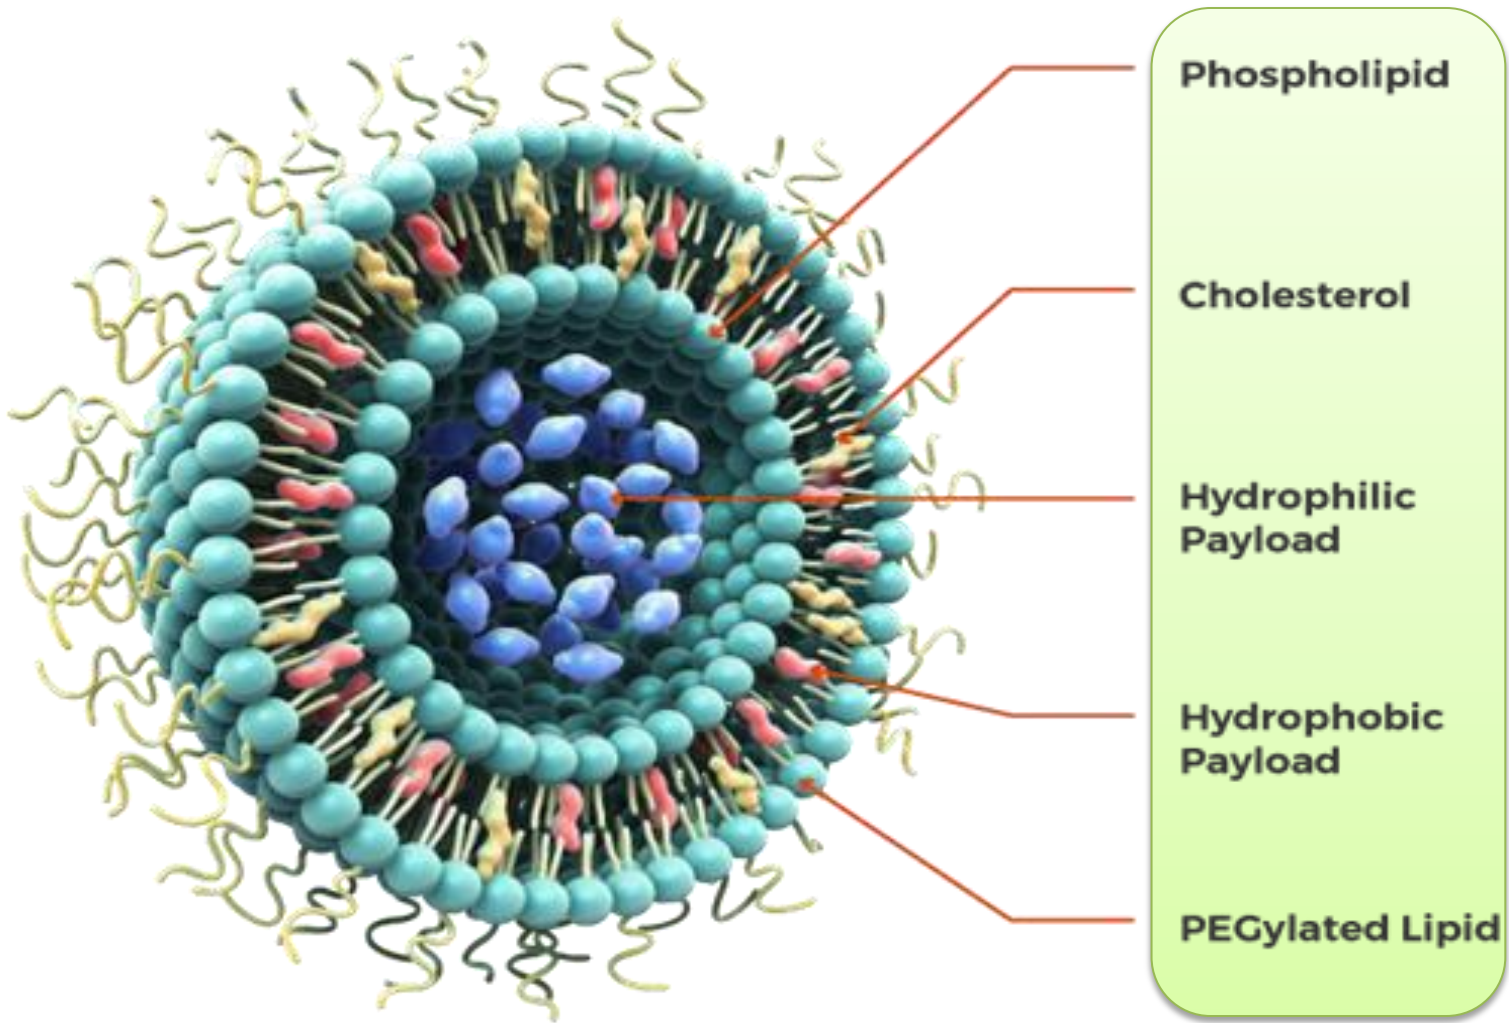 Phospholipid
Cholesterol
Hydrophilic
Payload
Hydrophobic
Payload
PEGylated Lipid